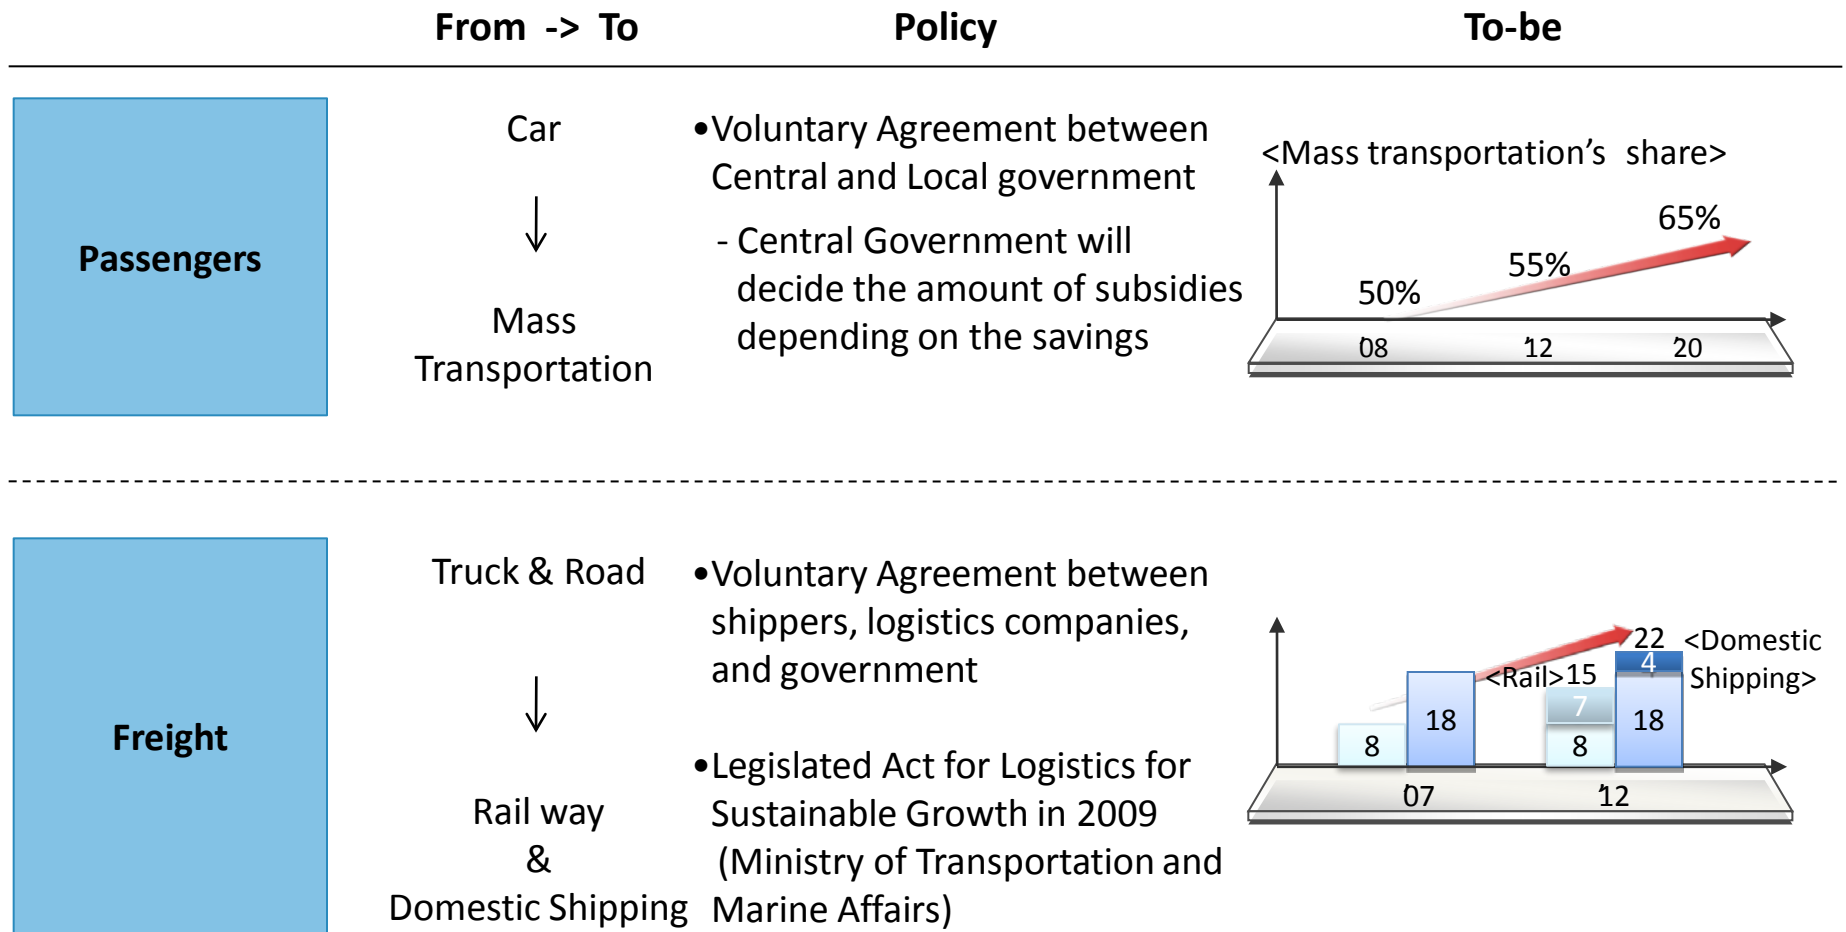 From -> To
Policy
To-be
Passengers
Car
Mass
Transportation
•Voluntary Agreement between
Central and Local government
- Central Government will
decide the amount of subsidies
depending on the savings
<Mass transportation's share>
50%
55%
65%
'08
'12
'20
Freight
Truck & Road
Rail way
&
Domestic Shipping
•Voluntary Agreement between
shippers, logistics companies,
and government
•Legislated Act for Logistics for
Sustainable Growth in 2009
(Ministry of Transportation and
Marine Affairs)
8
18
<Rail>
15
7
8
22
4
18
<Domestic
Shipping>
'07
'12